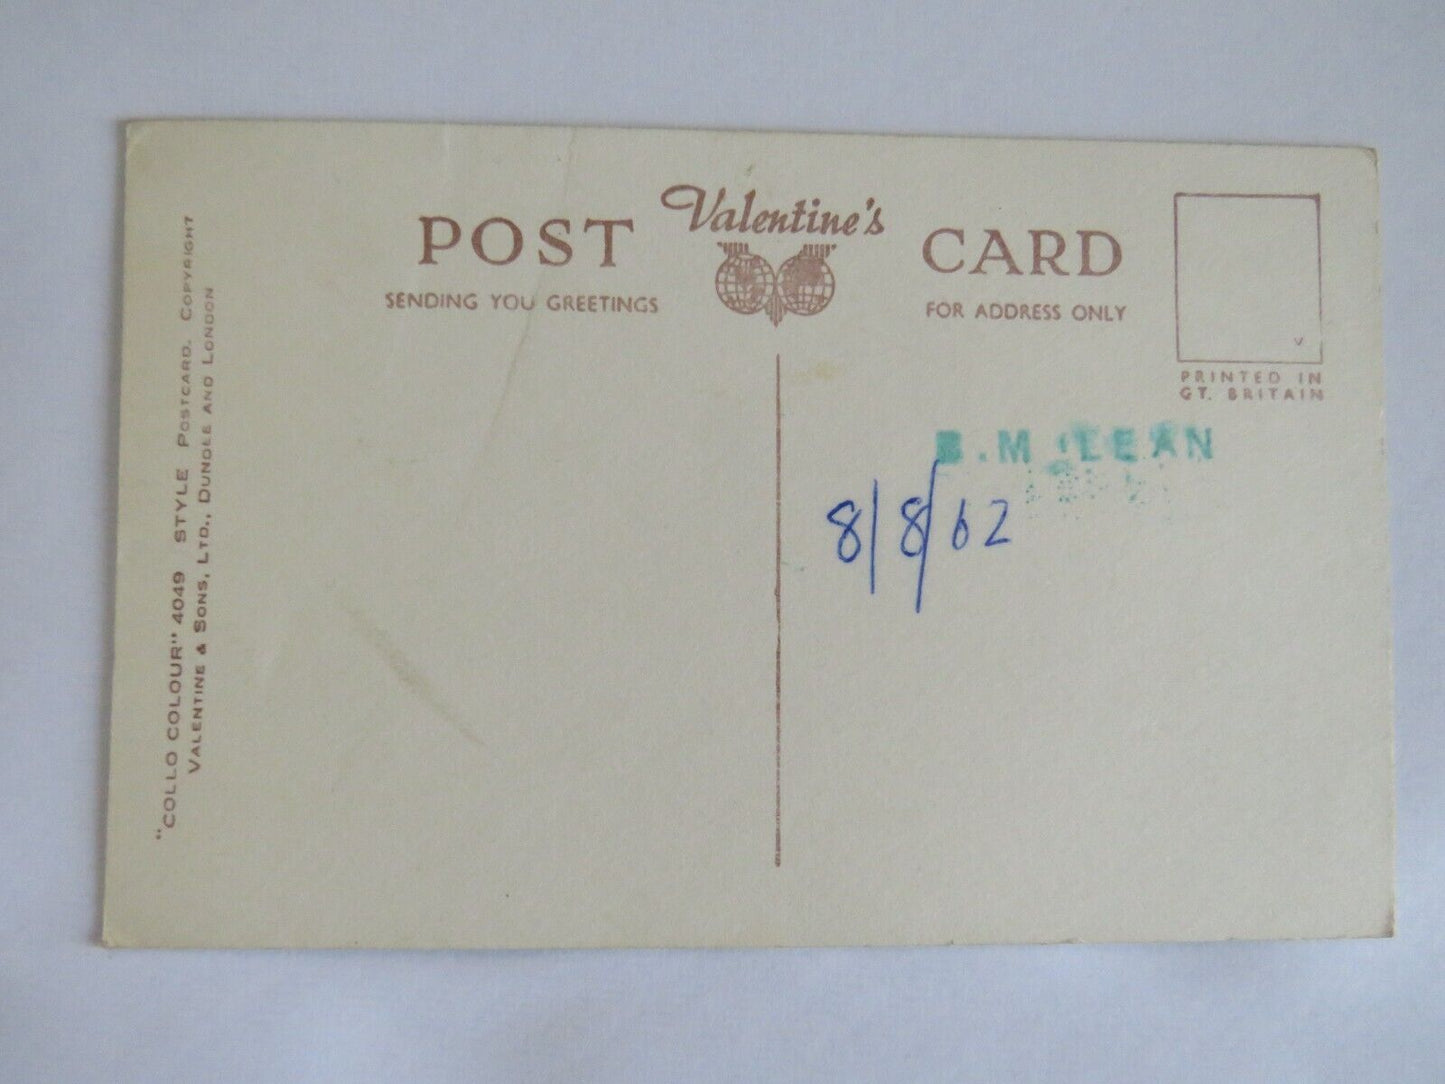 POST Valentine's CARD
SENDING YOU GREETINGS
FOR ADDRESS ONLY
V
PRINTED IN
GT. BRITAIN
8/8/62
"COLLO COLOUR" 4049 STYLE POSTCARD. COPYRIGHT
VALENTINE & SONS, LTD., DUNDEE AND LONDON